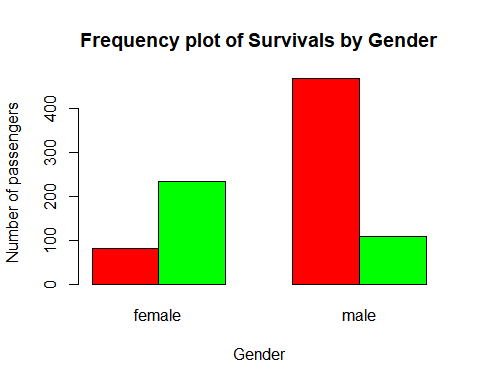 Frequency plot of Survivals by Gender
Number of passengers
400
300
200
100
0
female
male
Gender